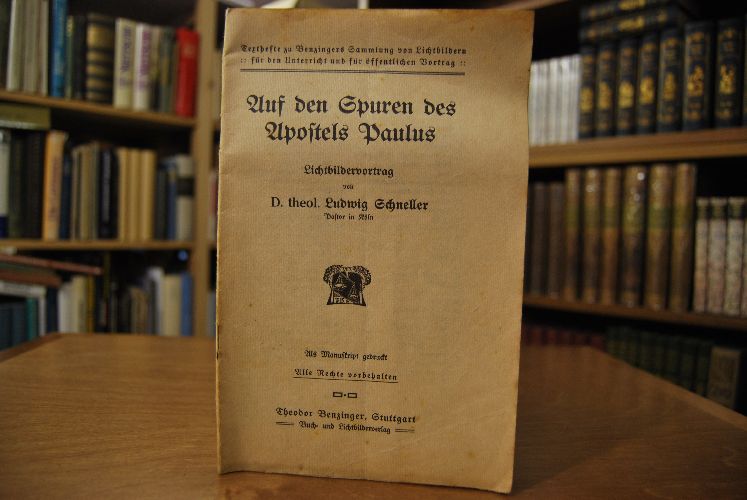 Texthefte zu Benzingers Sammlung von Lichtbildern
:: für den Unterricht und für öffentlichen Vortrag ::
Auf den Spuren des
Apostels Paulus
Lichtbildervortrag
von
D. theol. Ludwig Schneller
Pastor in Köln
Als Manuskript gedruckt
Alle Rechte vorbehalten
Theodor Benzinger, Stuttgart
Buch- und Lichtbilderverlag